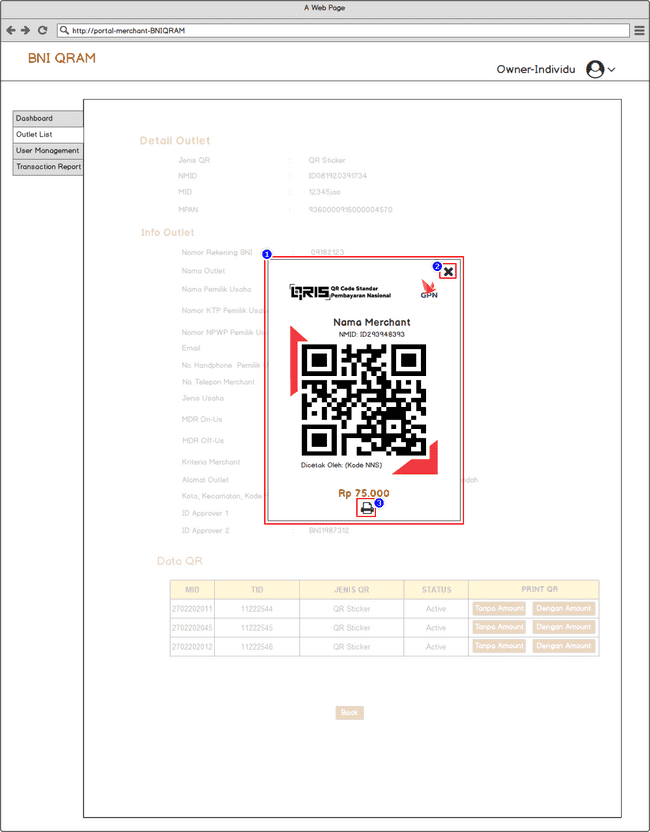 A Web Page
http://portal-merchant-BNIQRAM
BNI QRAM
Owner-Individu
Dashboard
Outlet List
User Management
Transaction Report
Detail Outlet
Jenis QR : QR Sticker
NMID : ID081920391734
MID : 12345joo
MPAN : 9360000915000004570
Info Outlet
Nomor Rekening BNI : 09182123
Nama Outlet
Nama Pemilik Usaha
Nomor KTP Pemilik
Nomor NPWP Pemilik
Email
No. Handphone Pemilik
No. Telepon Merchant
Jenis Usaha
MDR On-Us
MDR Off-Us
Kriteria Merchant
Alamat Outlet
Kota, Kecamatan, Kode
ID Approver 1
ID Approver 2 : BNI1987312
1
2
QRIS QR Code Standar
Pembayaran Nasional
GPN
Nama Merchant
NMID: ID293948393
Dicetak Oleh: (Kode NNS)
Rp 75.000
3
Data QR
MID TID JENIS QR STATUS PRINT QR
2702202011 11222544 QR Sticker Active Tanpa Amount Dengan Amount
2702202045 11222545 QR Sticker Active Tanpa Amount Dengan Amount
2702202012 11222546 QR Sticker Active Tanpa Amount Dengan Amount
Back